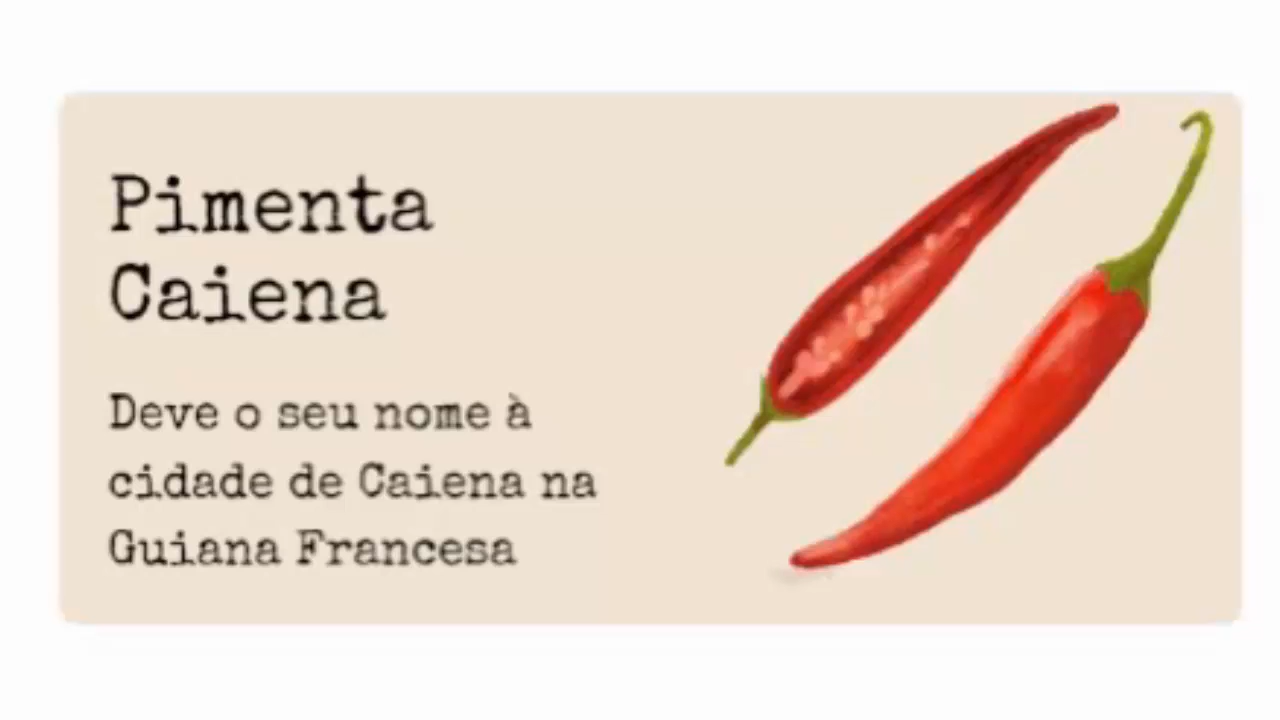 Pimenta
Caiena
Deve o seu nome à
cidade de Caiena na
Guiana Francesa